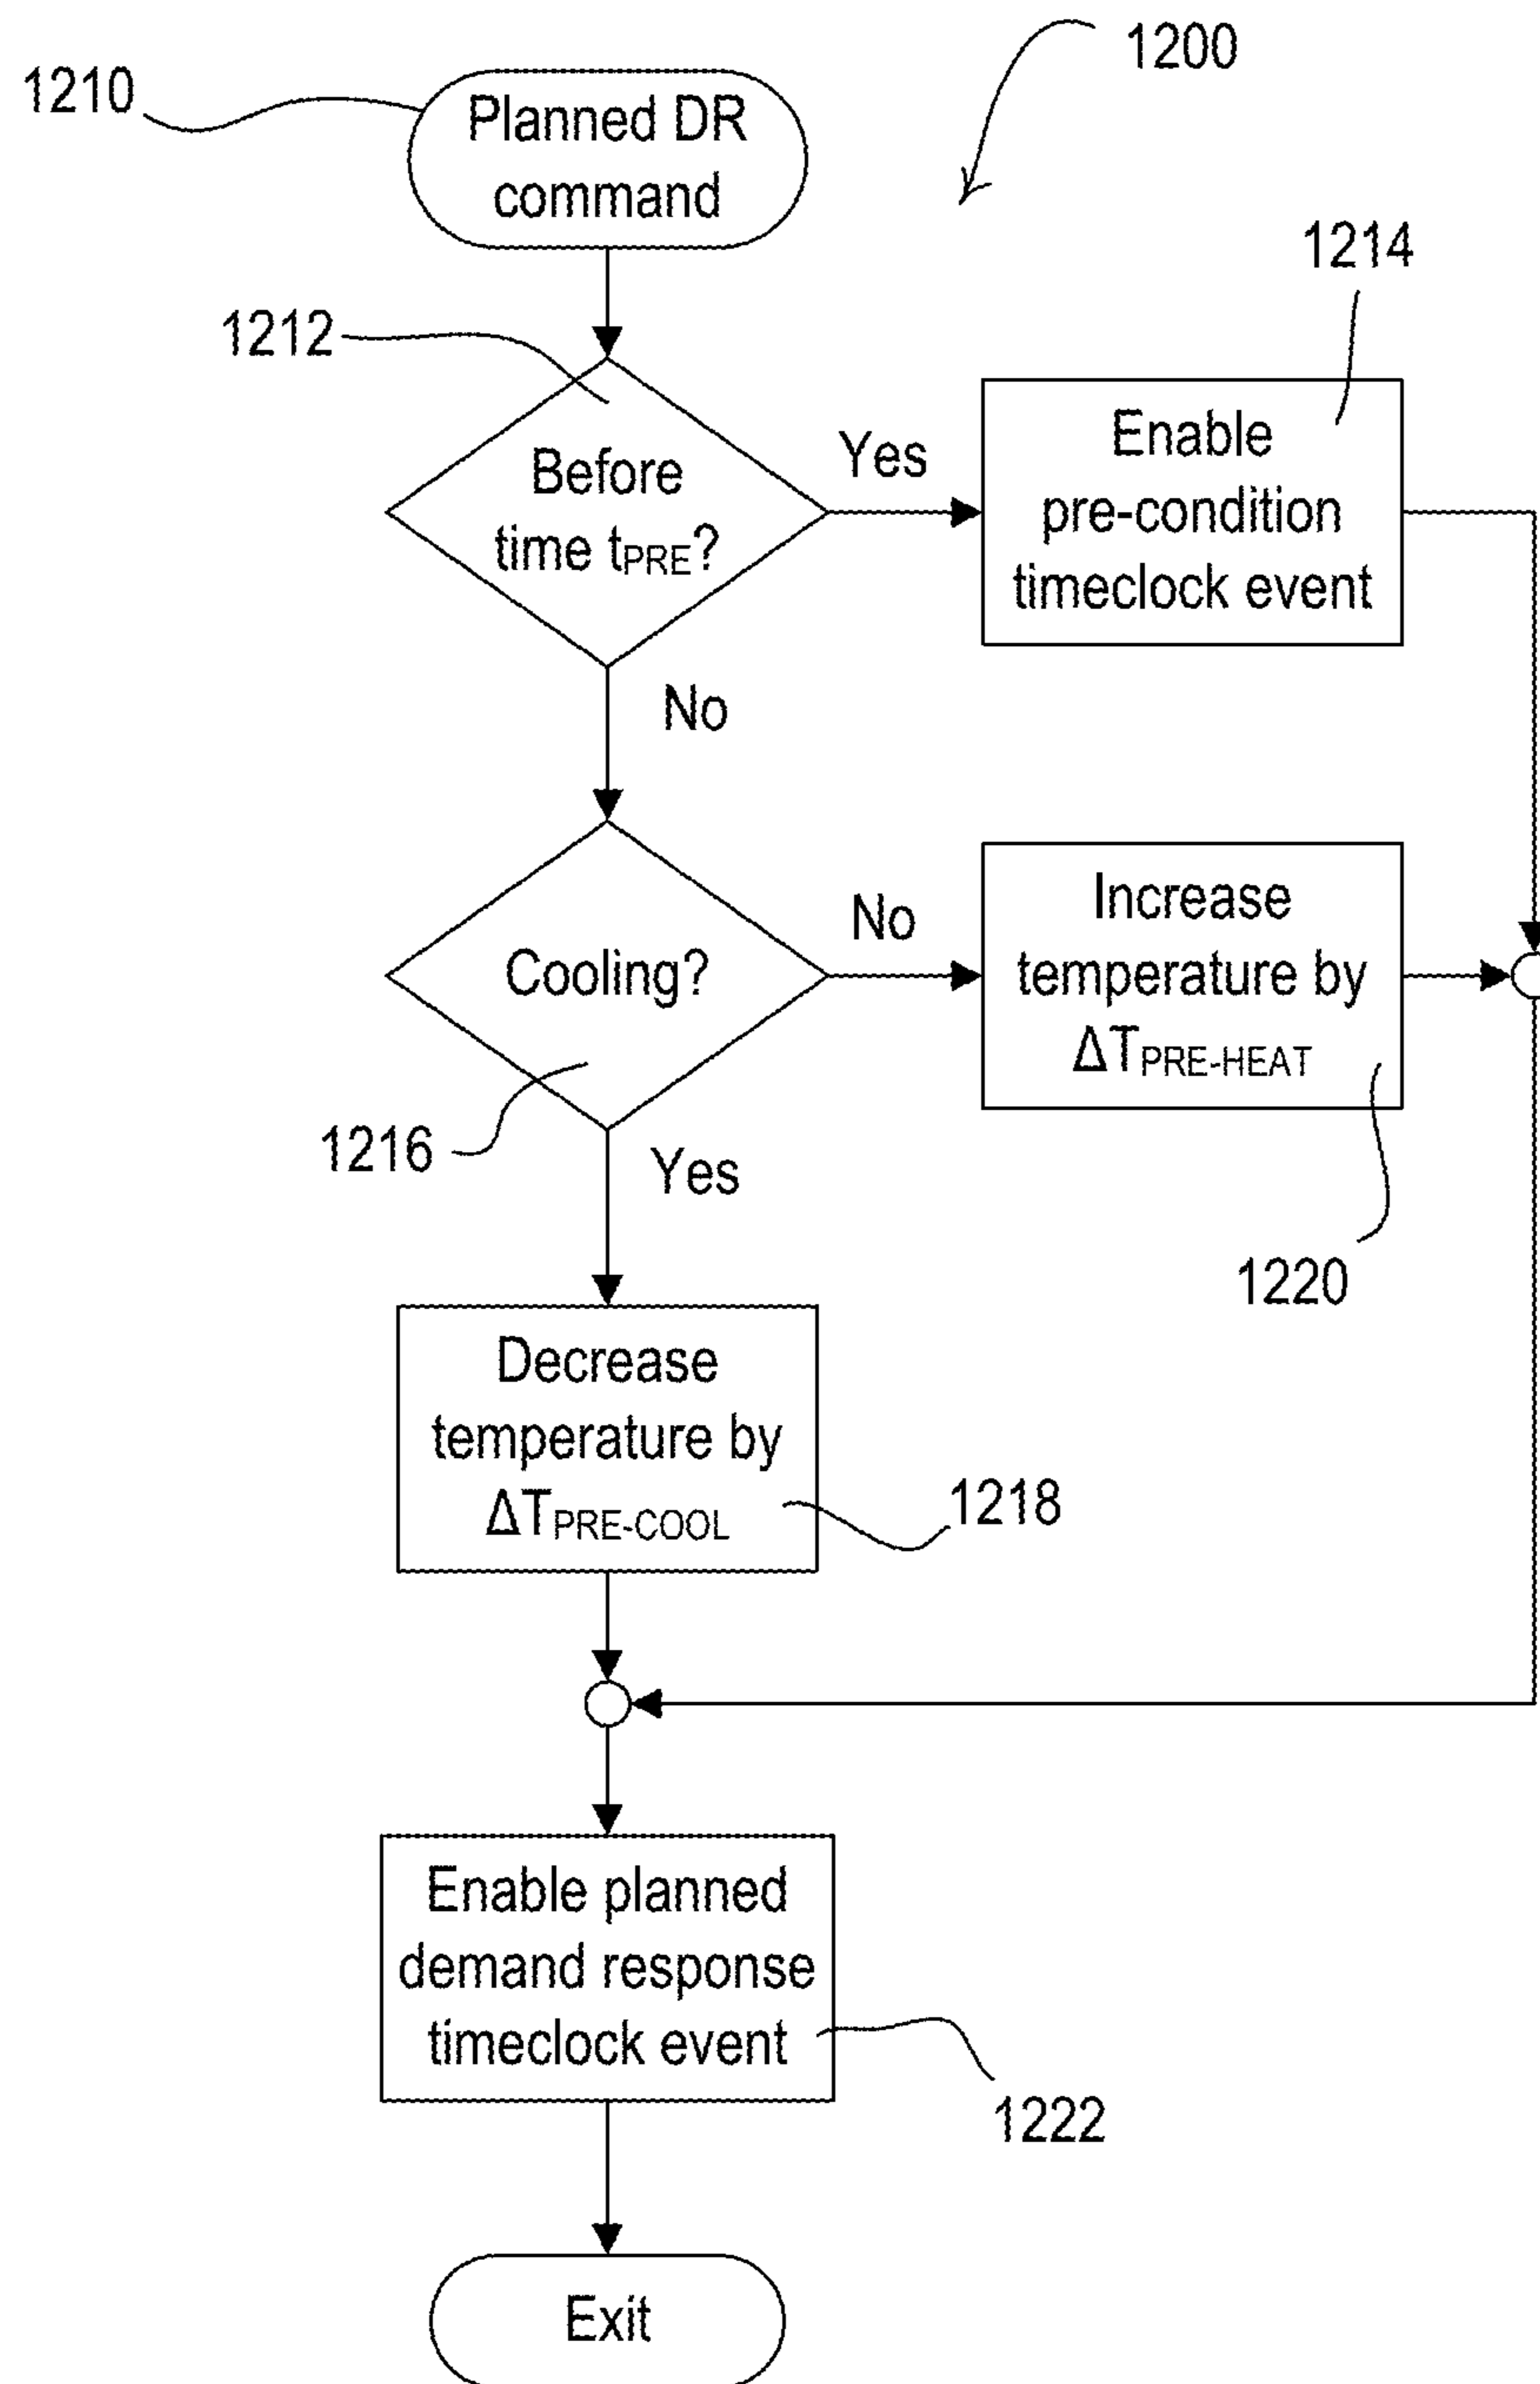 1200
1210
Planned DR
command
1214
1212
Before
time tPRE?
Yes
Enable
pre-condition
timeclock event
No
Cooling?
No
Increase
temperature by
ΔTPRE-HEAT
1216
Yes
1220
Decrease
temperature by
ΔTPRE-COOL
1218
Enable planned
demand response
timeclock event
1222
Exit